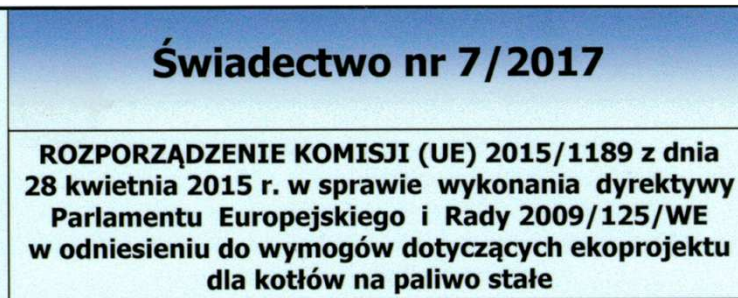 Świadectwo nr 7/2017
ROZPORZĄDZENIE KOMISJI (UE) 2015/1189 z dnia
28 kwietnia 2015 r. w sprawie wykonania dyrektywy
Parlamentu Europejskiego i Rady 2009/125/WE
w odniesieniu do wymogów dotyczących ekoprojektu
dla kotłów na paliwo stałe